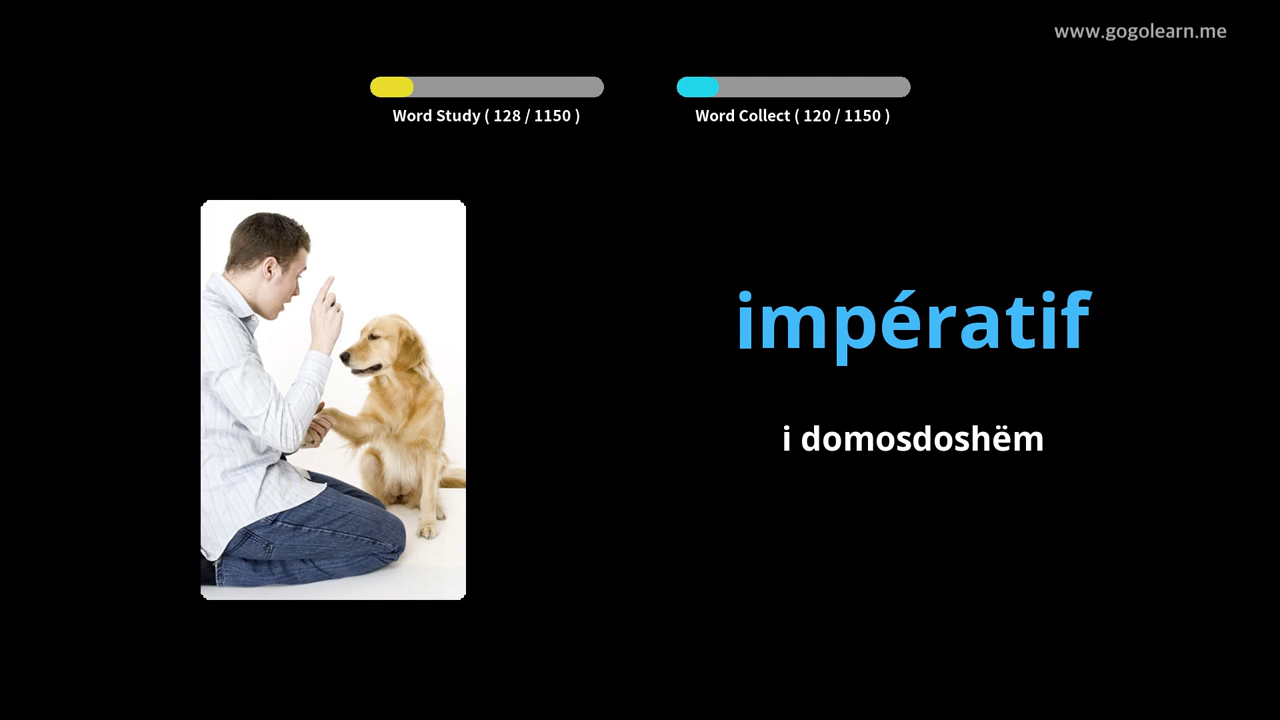 www.gogolearn.me
Word Study ( 128 / 1150 )
Word Collect ( 120 / 1150 )
impératif
i domosdoshëm